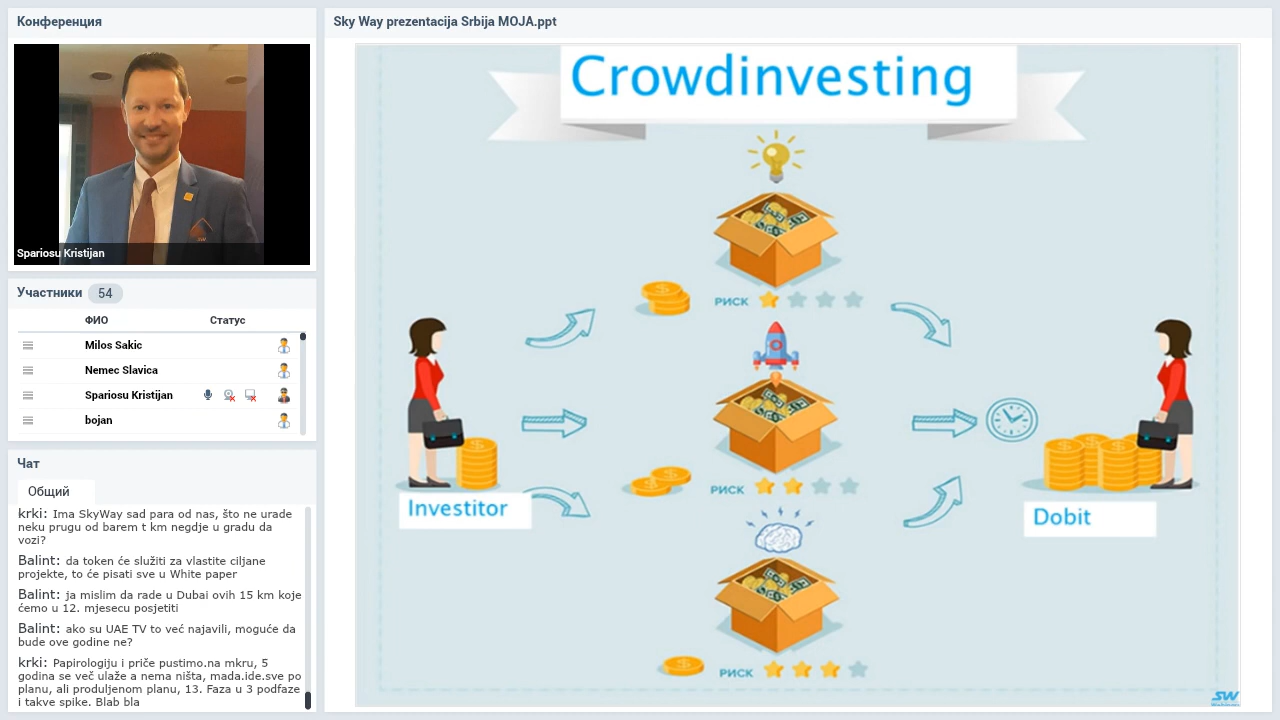 Конференция
Spariosu Kristijan
Участники 54
ФИО Статус
Milos Sakic
Nemec Slavica
Spariosu Kristijan
bojan
Чат
Общий
krki: Ima SkyWay sad para od nas, što ne urade
neku prugu od barem t km negdje u gradu da
vozi?
Balint: da token će služiti za vlastite ciljane
projekte, to će pisati sve u White paper
Balint: ja mislim da rade u Dubai ovih 15 km koje
ćemo u 12. mjesecu posjetiti
Balint: ako su UAE TV to već najavili, moguće da
bude ove godine ne?
krki: Papirologiju i priče pustimo.na mkru, 5
godina se več ulaže a nema ništa, mada.ide.sve po
planu, ali produljenom planu, 13. Faza u 3 podfaze
i takve spike. Blab bla
Sky Way prezentacija Srbija MOJA.ppt
Crowdinvesting
РИСК
РИСК
Investitor
Dobit
РИСК
SW